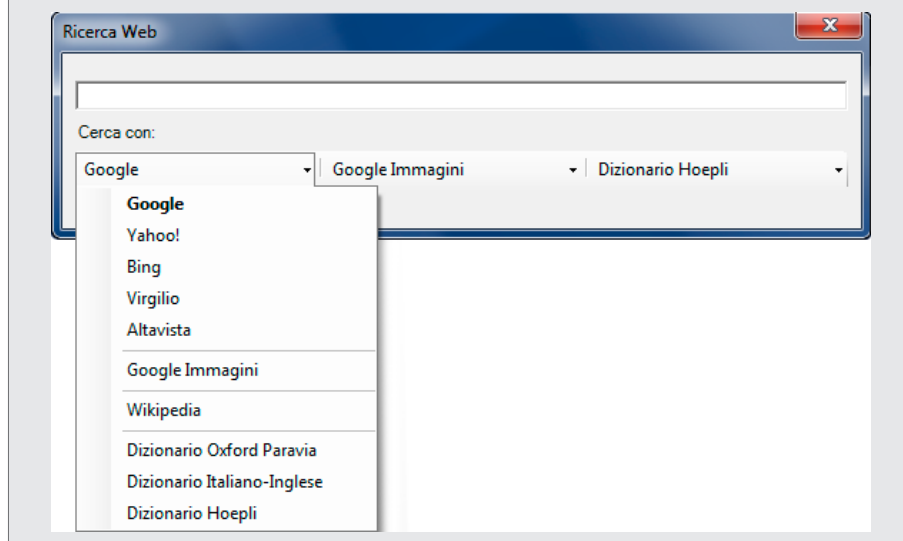 Ricerca Web
Cerca con:
Google Google Immagini Dizionario Hoepli
Google
Yahoo!
Bing
Virgilio
Altavista
Google Immagini
Wikipedia
Dizionario Oxford Paravia
Dizionario Italiano-Inglese
Dizionario Hoepli